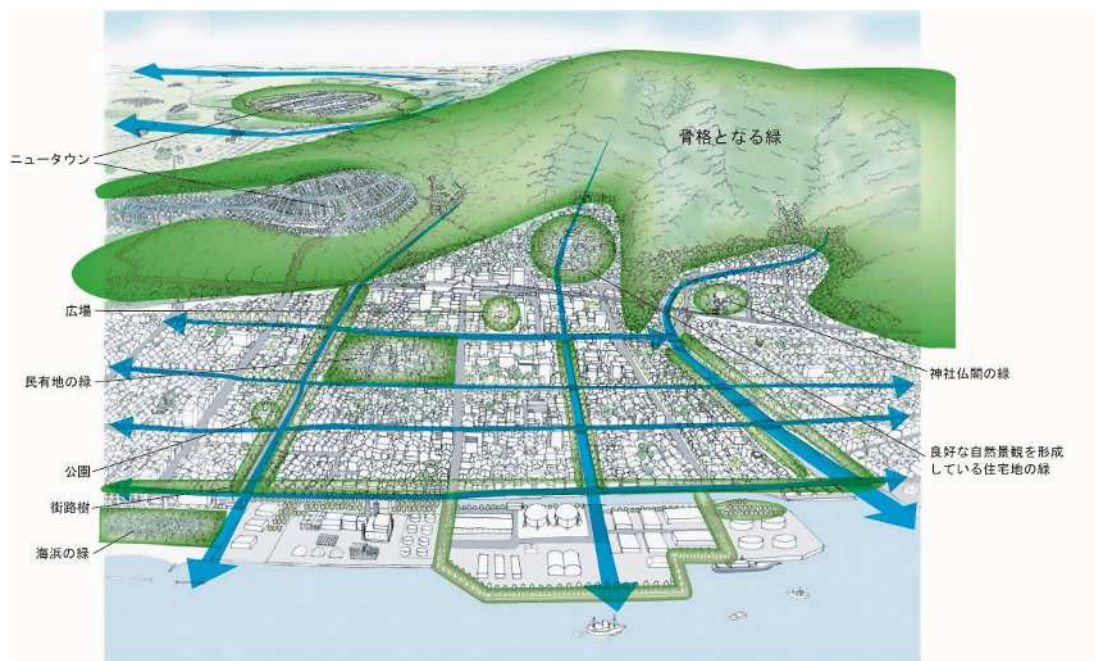 骨格となる緑
ニュータウン
広場
民有地の緑
公園
街路樹
海浜の緑
神社仏閣の緑
良好な自然景観を形成
している住宅地の緑